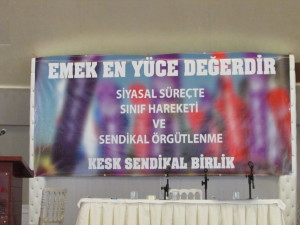 EMEK EN YÜCE DEĞERDİR
SİYASAL SÜREÇTE
SINIF HAREKETİ
VE
SENDİKAL ÖRGÜTLENME
KESK SENDİKAL BİRLİK